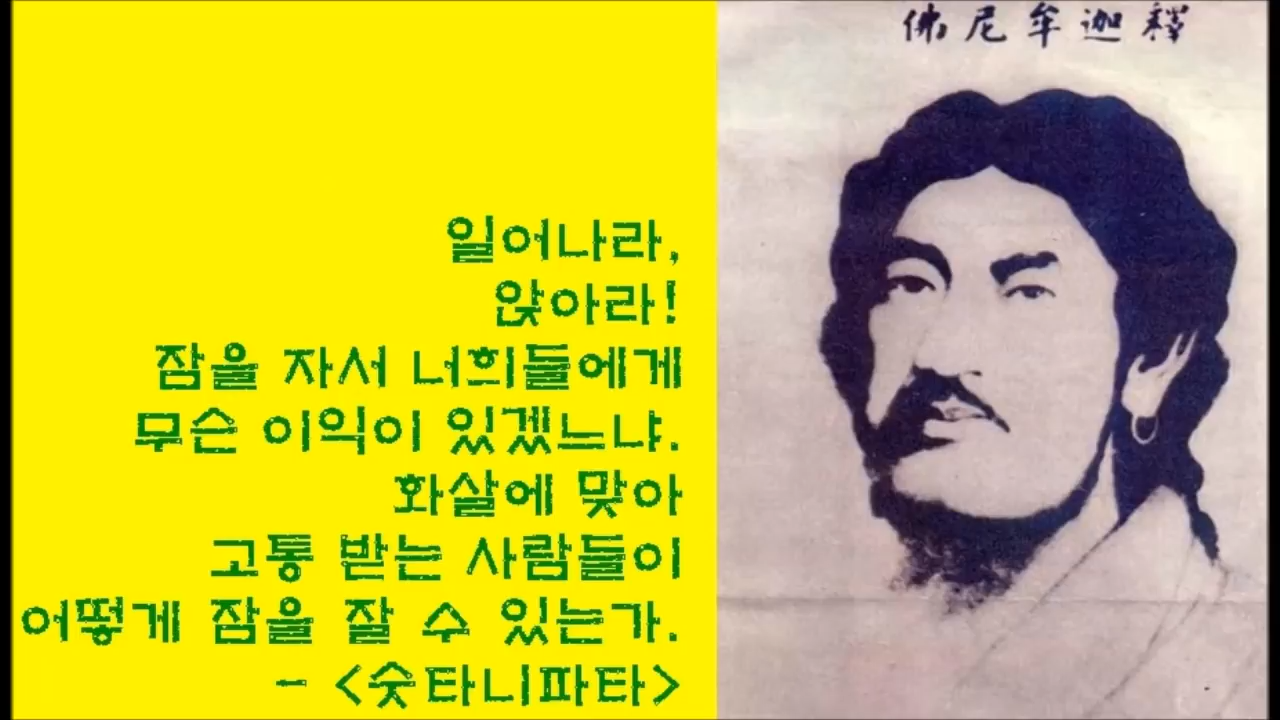 일어나라,
앉아라!
잠을 자서 너희들에게
무슨 이익이 있겠느냐.
화살에 맞아
고통 받는 사람들이
어떻게 잠을 잘 수 있는가.
- <숫타니파타>
佛尼牟迦釋